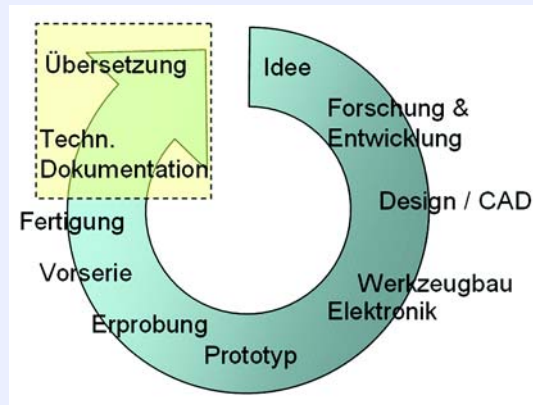 Idee
Forschung &
Entwicklung
Design / CAD
Werkzeugbau
Elektronik
Prototyp
Erprobung
Vorserie
Fertigung
Techn.
Dokumentation
Übersetzung